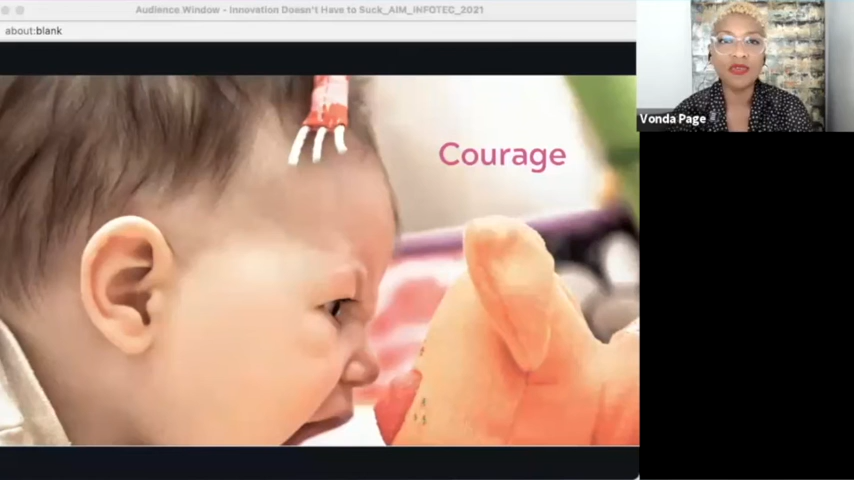 Audience Window - Innovation Doesn't Have to Suck_AIM_INFOTEC_2021
about:blank
Courage
Vonda Page